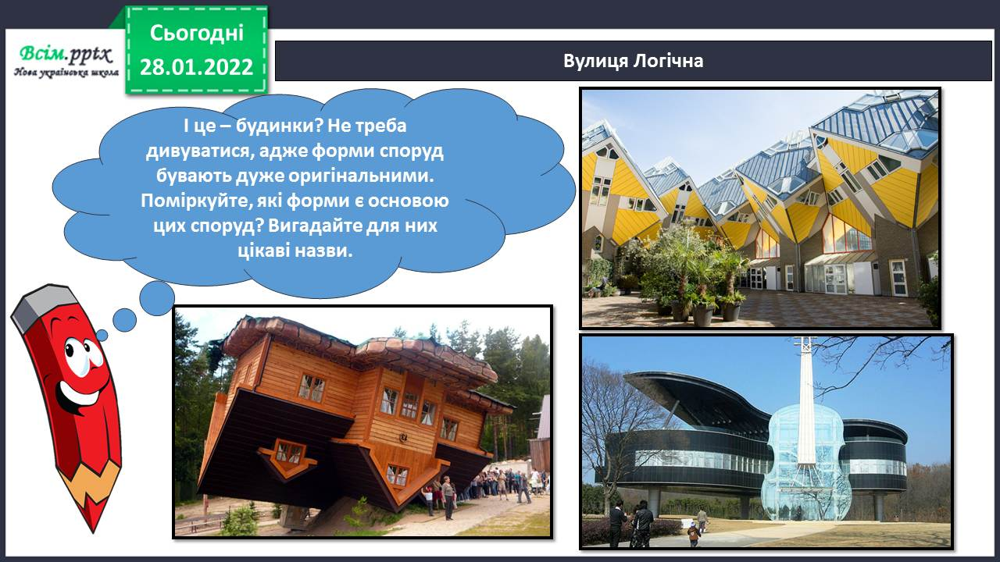 Всім.pptx
Нова українська школа
Сьогодні
28.01.2022
Вулиця Логічна
І це – будинки? Не треба
дивуватися, адже форми споруд
бувають дуже оригінальними.
Поміркуйте, які форми є основою
цих споруд? Вигадайте для них
цікаві назви.